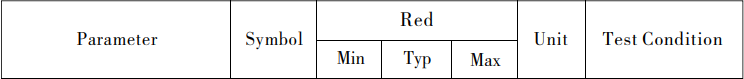 Red
Parameter Symbol Unit Test Condition
Min Typ Max